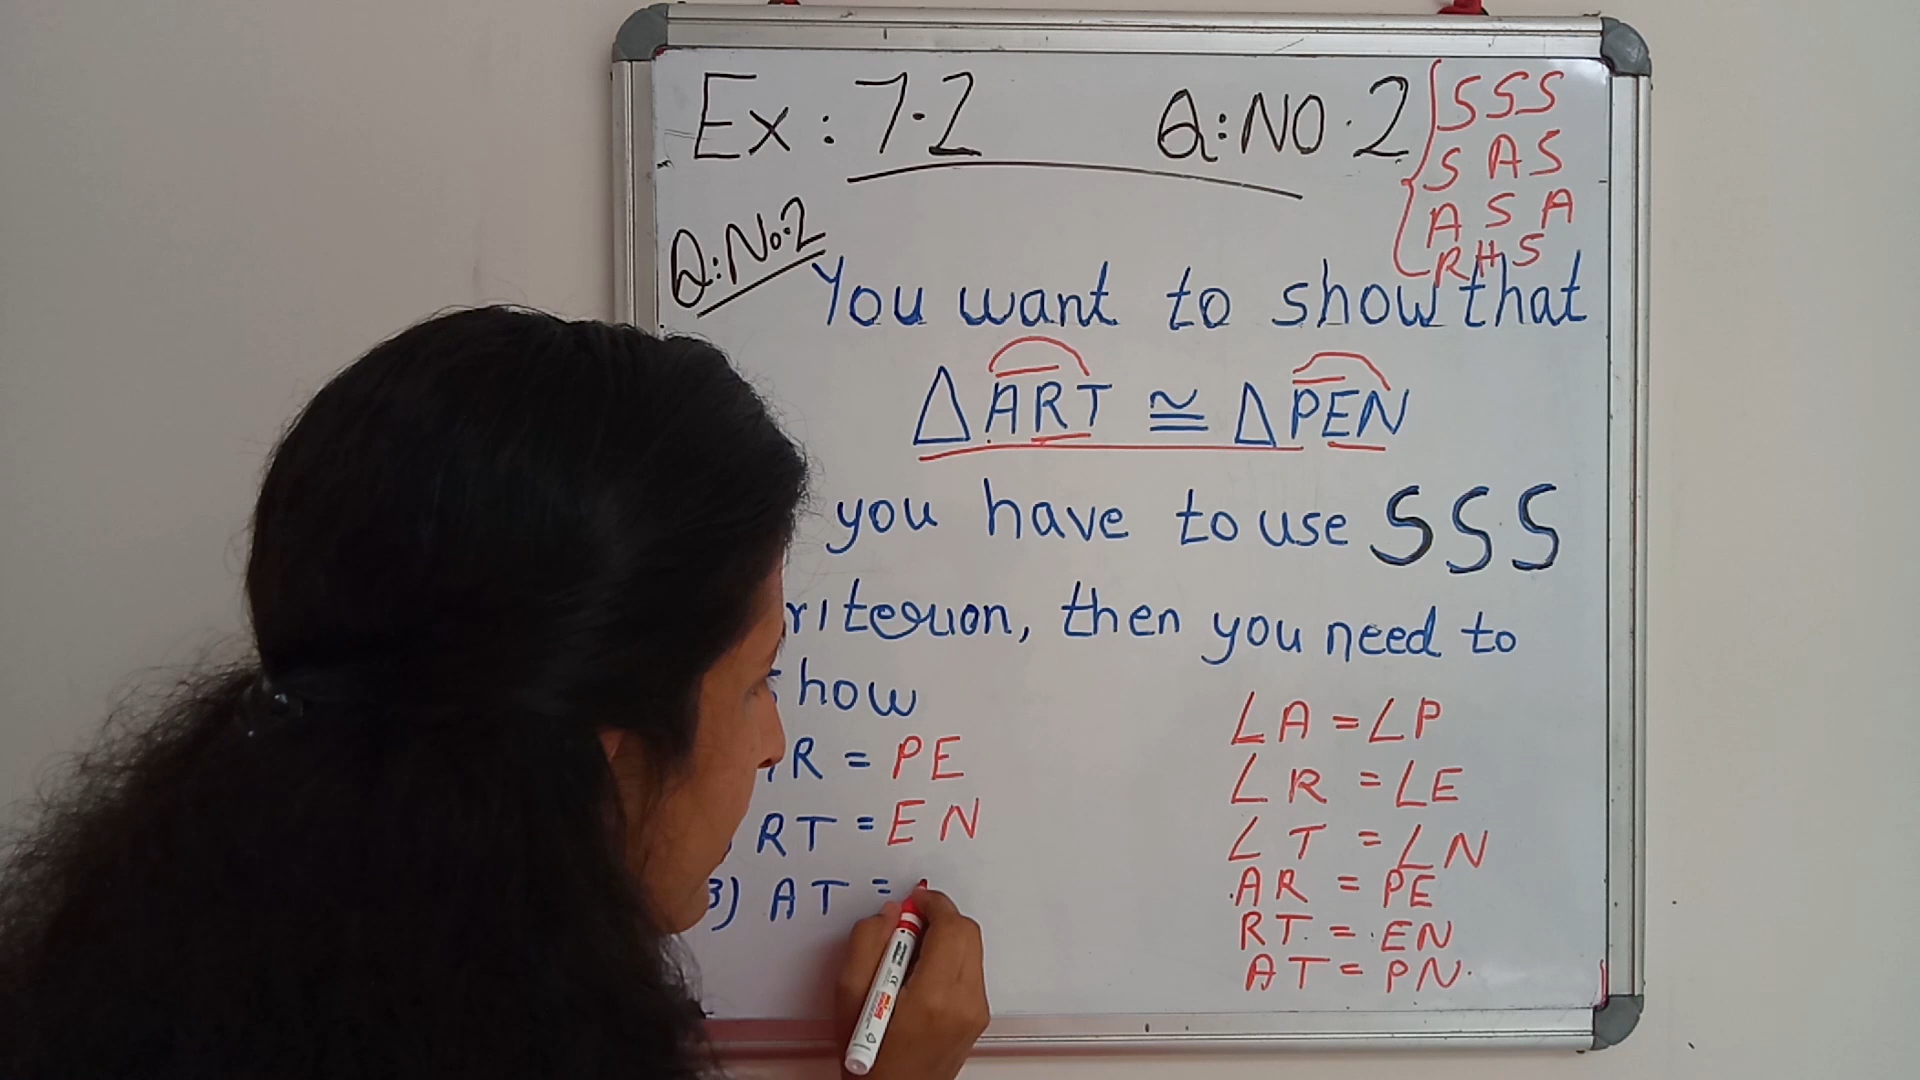 Ex : 7.2 Q:NO.2
SSS
SAS
ASA
RHS
Q:No.2
You want to show that
△ART ≅ △PEN
you have to use SSS
riterion, then you need to
how
R = PE
RT = EN
3) AT =
∠A = ∠P
∠R = ∠E
∠T = ∠N
AR = PE
RT = EN
AT = PN